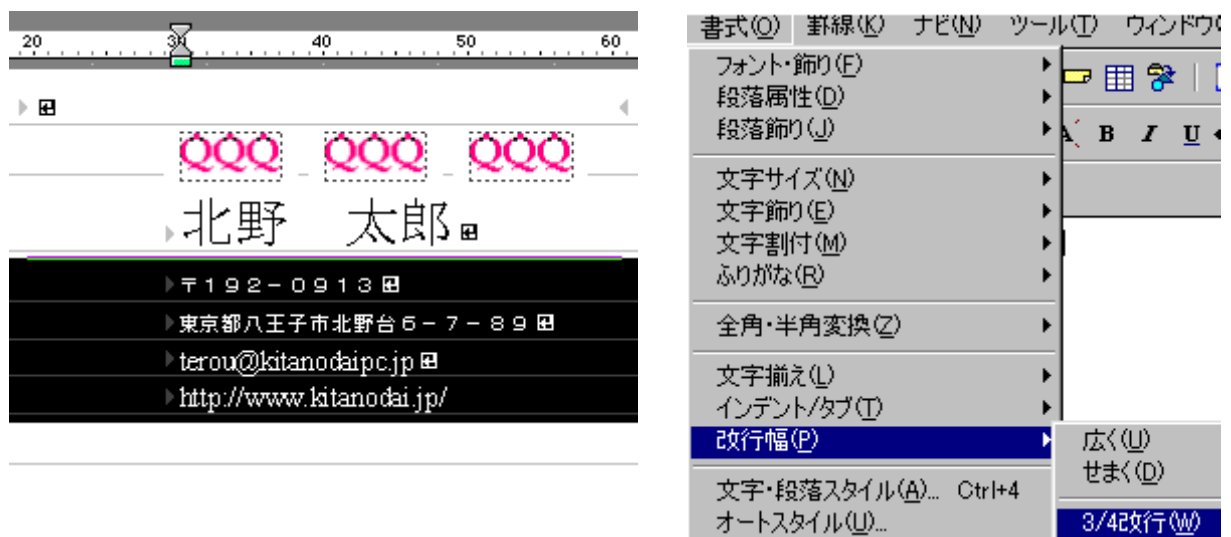 20 30 40 50 60
QQQ QQQ QQQ
北野 太郎
〒192-0913
東京都八王子市北野台6-7-89
terou@kitanodaipc.jp
http://www.kitanodai.jp/
書式(O) 罫線(K) ナビ(N) ツール(T) ウィンドウ
フォント・飾り(F)
段落属性(D)
段落飾り(J)
B I U
文字サイズ(N)
文字飾り(E)
文字割付(M)
ふりがな(R)
全角・半角変換(Z)
文字揃え(L)
インデント/タブ(T)
改行幅(P)
広く(U)
せまく(D)
文字・段落スタイル(A)... Ctrl+4
オートスタイル(U)...
3/4改行(W)